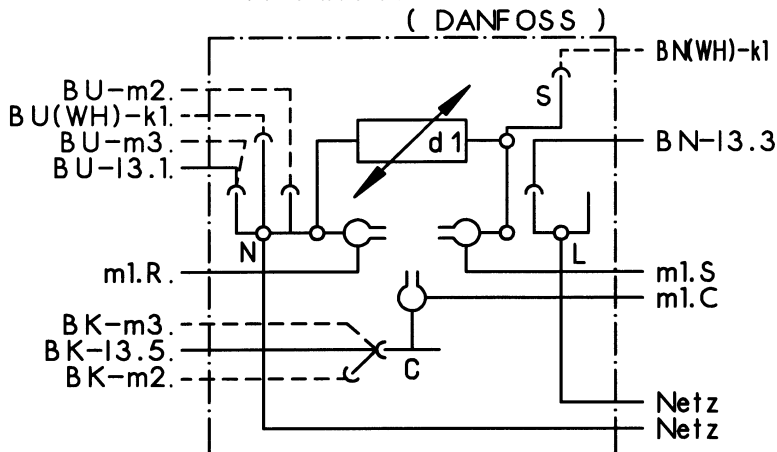 ( DANFOSS )
BN(WH)-k1
BU-m2.
S
BU(WH)-k1.
BU-m3.
d1
BN-13.3
BU-13.1.
N
L
m1.R.
m1.S
m1.C
BK-m3.
BK-13.5.
C
BK-m2.
Netz
Netz